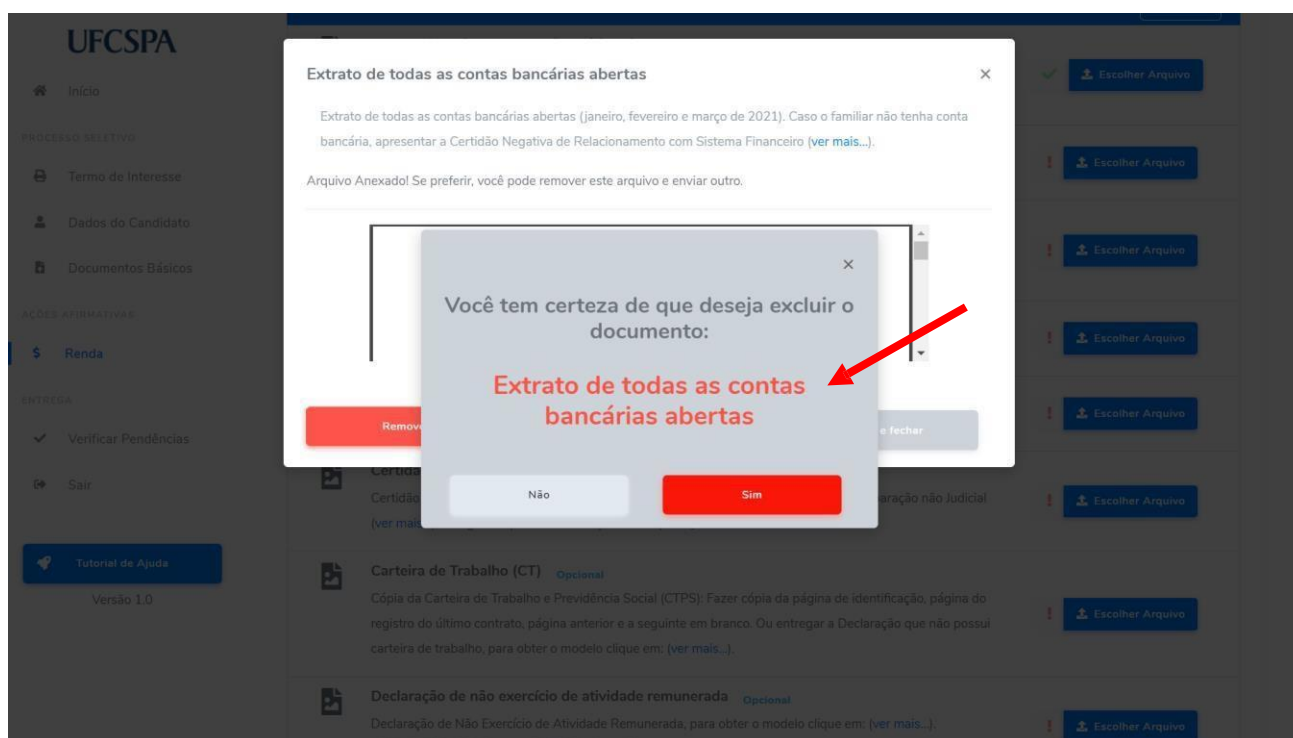 UFCSPA
Início
PROCESSO SELETIVO
Termo de Interesse
Dados do Candidato
Documentos Básicos
AÇÕES AFIRMATIVAS
Renda
ENTREGA
Verificar Pendências
Sair
Tutorial de Ajuda
Versão 1.0
Extrato de todas as contas bancárias abertas
Extrato de todas as contas bancárias abertas (janeiro, fevereiro e março de 2021). Caso o familiar não tenha conta
bancária, apresentar a Certidão Negativa de Relacionamento com Sistema Financeiro (ver mais...).
Arquivo Anexado! Se preferir, você pode remover este arquivo e enviar outro.
Você tem certeza de que deseja excluir o
documento:
Extrato de todas as contas
bancárias abertas
e fechar
Não
Sim
Certidão
aração não Judicial
(ver mais
Carteira de Trabalho (CT) Opcional
Cópia da Carteira de Trabalho e Previdência Social (CTPS): Fazer cópia da página de identificação, página do
registro do último contrato, página anterior e a seguinte em branco. Ou entregar a Declaração que não possui
carteira de trabalho, para obter o modelo clique em: (ver mais...).
Declaração de não exercício de atividade remunerada Opcional
Declaração de Não Exercício de Atividade Remunerada, para obter o modelo clique em: (ver mais...).
Escolher Arquivo
! Escolher Arquivo
! Escolher Arquivo
! Escolher Arquivo
! Escolher Arquivo
! Escolher Arquivo
! Escolher Arquivo
! Escolher Arquivo